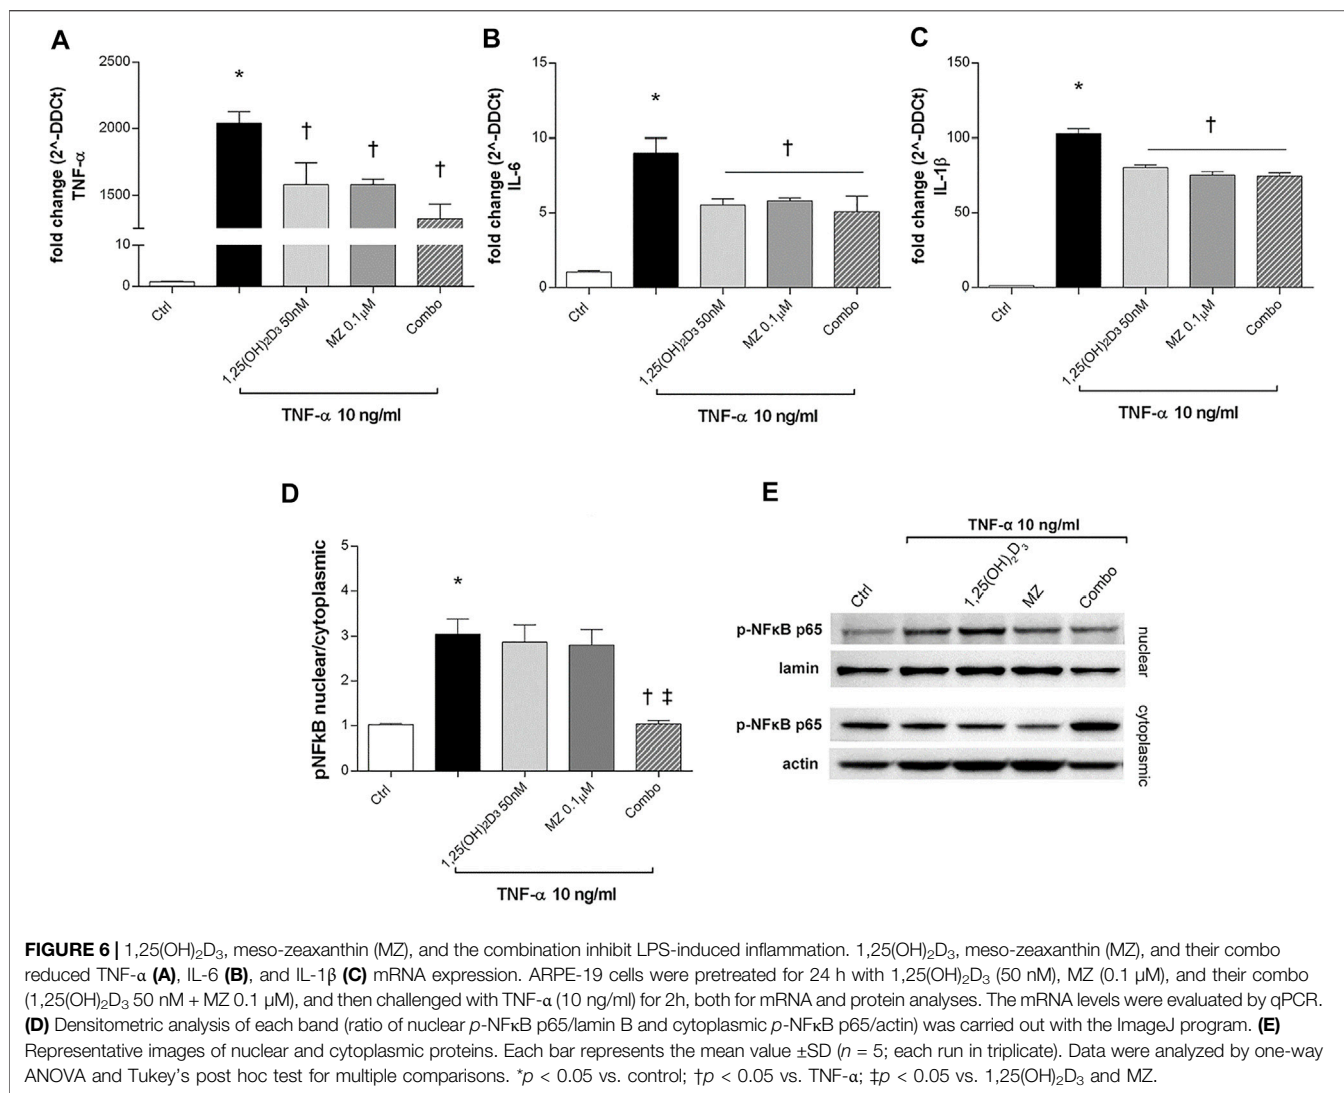 A
fold change (2^-DDCt)
TNF-α
2500
2000
1500
10
0
*
†
†
†
Ctrl
1,25(OH)₂D₃ 50nM
MZ 0.1μM
Combo
TNF-α 10 ng/ml
B
fold change (2^-DDCt)
IL-6
15
10
5
0
*
†
Ctrl
1,25(OH)₂D₃ 50nM
MZ 0.1μM
Combo
TNF-α 10 ng/ml
C
fold change (2^-DDCt)
IL-1β
150
100
50
0
*
†
Ctrl
1,25(OH)₂D₃ 50nM
MZ 0.1μM
Combo
TNF-α 10 ng/ml
D
pNFkB nuclear/cytoplasmic
5
4
3
2
1
0
*
† ‡
Ctrl
1,25(OH)₂D₃ 50nM
MZ 0.1μM
Combo
TNF-α 10 ng/ml
E
TNF-α 10 ng/ml
Ctrl
1,25(OH)₂D₃
MZ
Combo
p-NFκB p65
lamin
nuclear
p-NFκB p65
actin
cytoplasmic
FIGURE 6 | 1,25(OH)₂D₃, meso-zeaxanthin (MZ), and the combination inhibit LPS-induced inflammation. 1,25(OH)₂D₃, meso-zeaxanthin (MZ), and their combo
reduced TNF-α (A), IL-6 (B), and IL-1β (C) mRNA expression. ARPE-19 cells were pretreated for 24 h with 1,25(OH)₂D₃ (50 nM), MZ (0.1 μM), and their combo
(1,25(OH)₂D₃ 50 nM + MZ 0.1 μM), and then challenged with TNF-α (10 ng/ml) for 2h, both for mRNA and protein analyses. The mRNA levels were evaluated by qPCR.
(D) Densitometric analysis of each band (ratio of nuclear p-NFκB p65/lamin B and cytoplasmic p-NFκB p65/actin) was carried out with the ImageJ program. (E)
Representative images of nuclear and cytoplasmic proteins. Each bar represents the mean value ±SD (n = 5; each run in triplicate). Data were analyzed by one-way
ANOVA and Tukey's post hoc test for multiple comparisons. *p < 0.05 vs. control; †p < 0.05 vs. TNF-α; ‡p < 0.05 vs. 1,25(OH)₂D₃ and MZ.